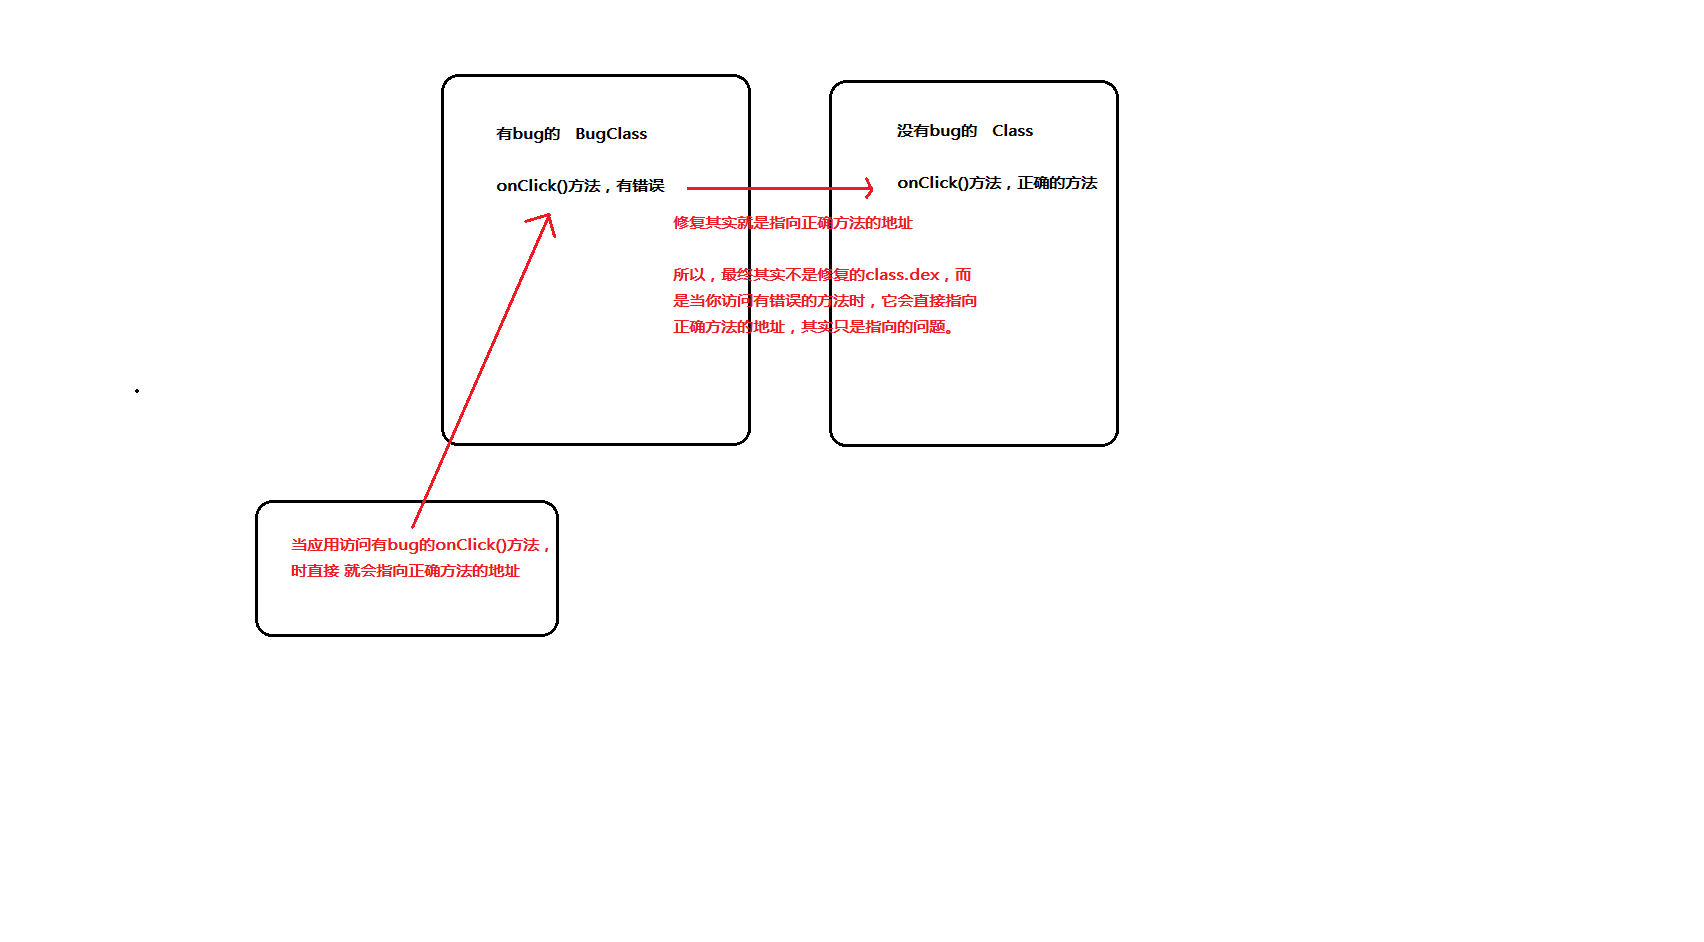 有bug的 BugClass
onClick()方法，有错误
没有bug的 Class
onClick()方法，正确的方法
修复其实就是指向正确方法的地址
所以，最终其实不是修复的class.dex，而
是当你访问有错误的方法时，它会直接指向
正确方法的地址，其实只是指向的问题。
当应用访问有bug的onClick()方法，
时直接 就会指向正确方法的地址